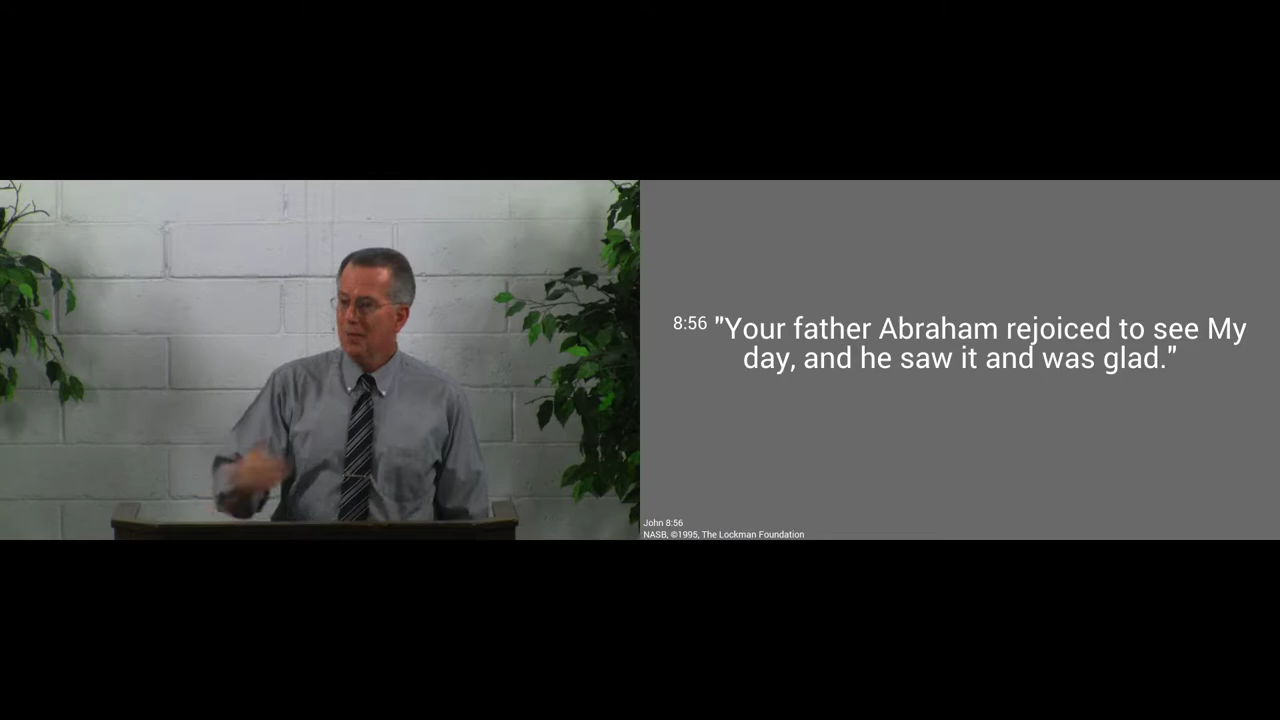 8:56 "Your father Abraham rejoiced to see My
day, and he saw it and was glad."
John 8:56
NASB, ©1995, The Lockman Foundation